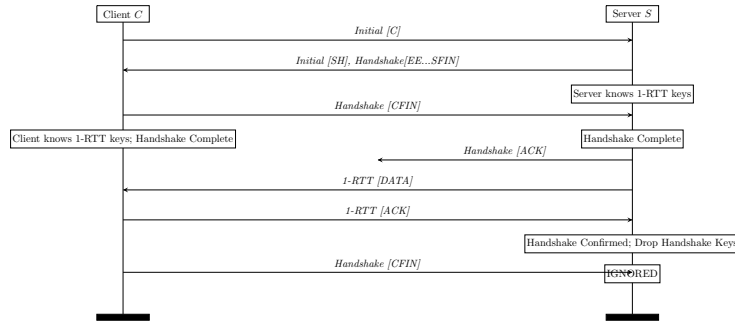 Client C
Server S
Initial [C]
Initial [SH], Handshake[EE...SFIN]
Server knows 1-RTT keys
Handshake [CFIN]
Client knows 1-RTT keys; Handshake Complete
Handshake Complete
Handshake [ACK]
1-RTT [DATA]
1-RTT [ACK]
Handshake Confirmed; Drop Handshake Keys
Handshake [CFIN]
IGNORED